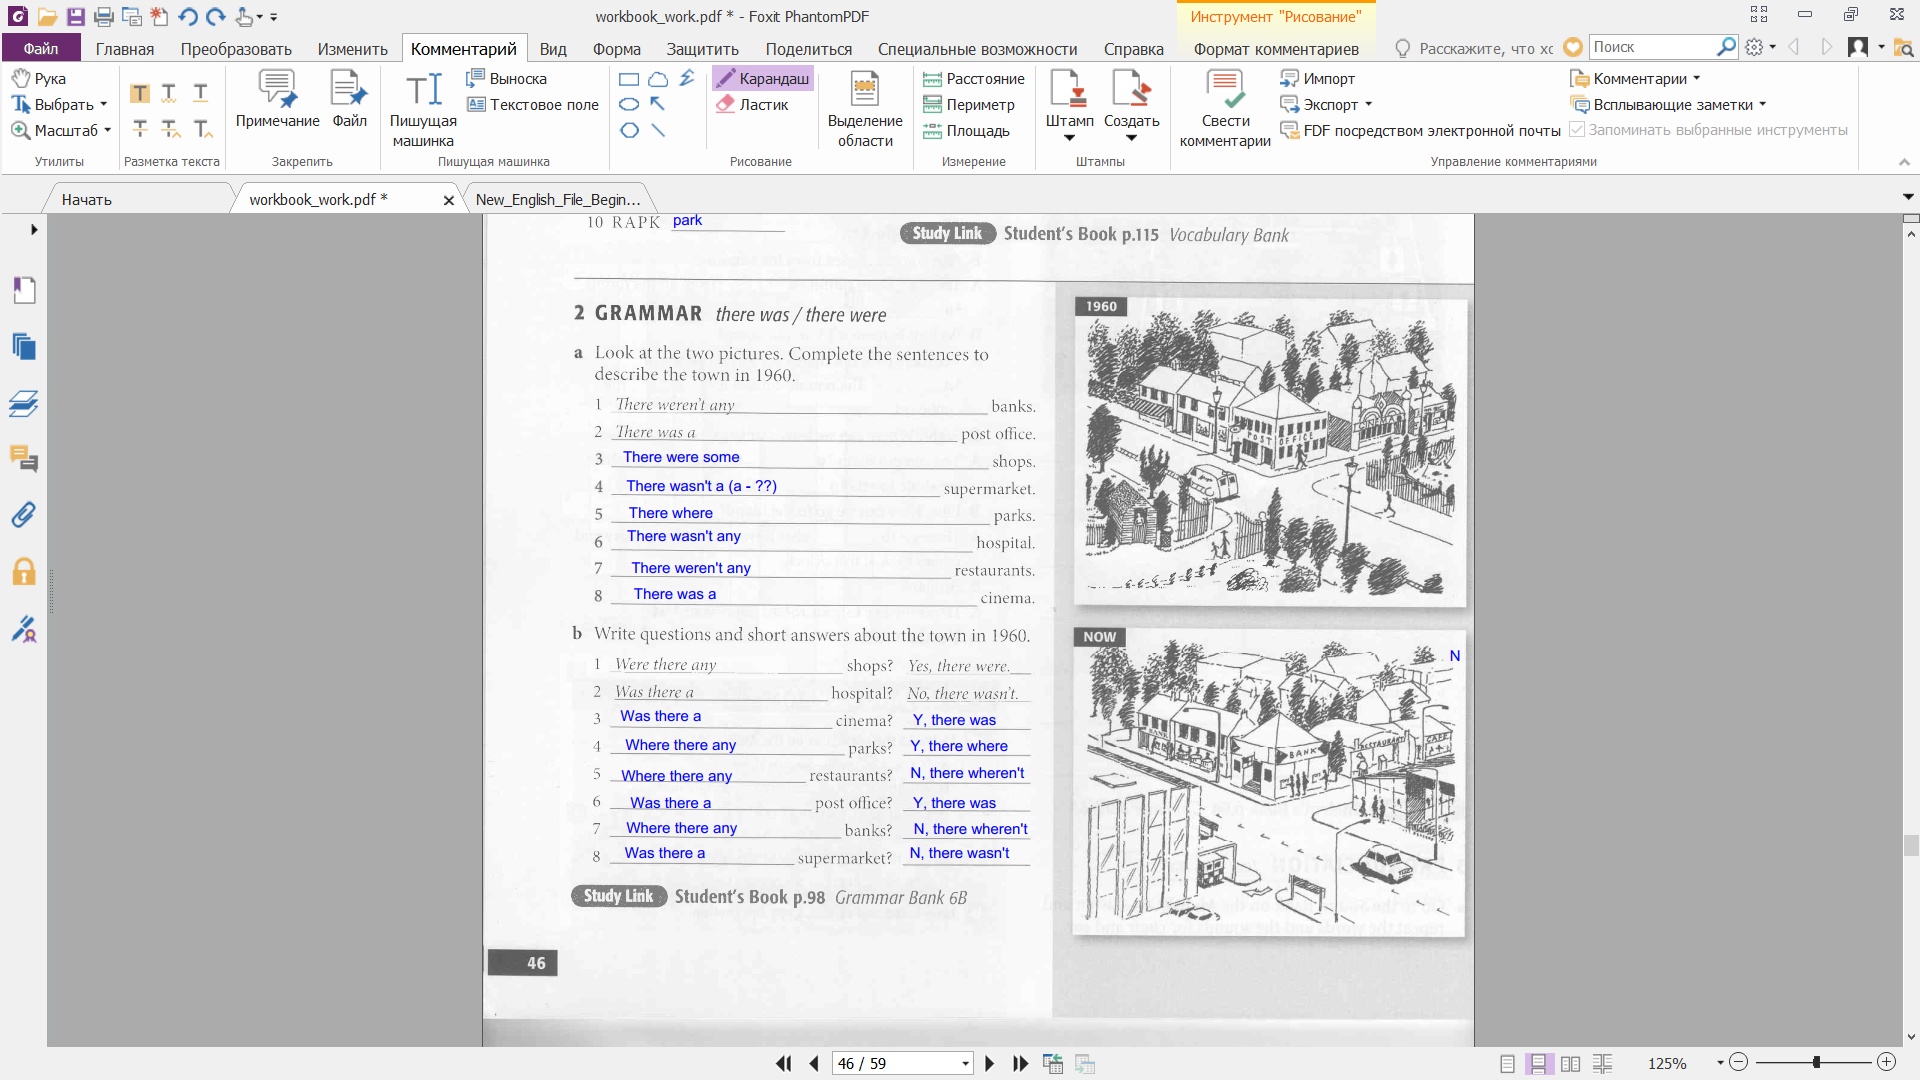 workbook_work.pdf * - Foxit PhantomPDF
Инструмент "Рисование"
Файл Главная Преобразовать Изменить Комментарий Вид Форма Защитить Поделиться Специальные возможности Справка Формат комментариев Расскажите, что хс Поиск
Рука
Выбрать
Масштаб
Утилиты
Разметка текста
Примечание Файл
Закрепить
Пишущая машинка
Выноска
Текстовое поле
Пишущая машинка
Карандаш
Ластик
Рисование
Выделение области
Расстояние
Периметр
Площадь
Измерение
Штамп Создать
Штампы
Свести комментарии
Импорт
Экспорт
FDF посредством электронной почты
Комментарии
Всплывающие заметки
Запоминать выбранные инструменты
Управление комментариями
Начать workbook_work.pdf * New_English_File_Begin...
10 RAPK park
Study Link Student's Book p.115 Vocabulary Bank
2 GRAMMAR there was / there were
a Look at the two pictures. Complete the sentences to
describe the town in 1960.
1 There weren't any banks.
2 There was a post office.
3 There were some shops.
4 There wasn't a (a - ??) supermarket.
5 There where parks.
6 There wasn't any hospital.
7 There weren't any restaurants.
8 There was a cinema.
b Write questions and short answers about the town in 1960.
1 Were there any shops? Yes, there were.
2 Was there a hospital? No, there wasn't.
3 Was there a cinema? Y, there was
4 Where there any parks? Y, there where
5 Where there any restaurants? N, there wheren't
6 Was there a post office? Y, there was
7 Where there any banks? N, there wheren't
8 Was there a supermarket? N, there wasn't
Study Link Student's Book p.98 Grammar Bank 6B
46
1960
POST OFFICE
NOW
N
BANK
BANK
RESTAURANT
CAFE
46 / 59
125%